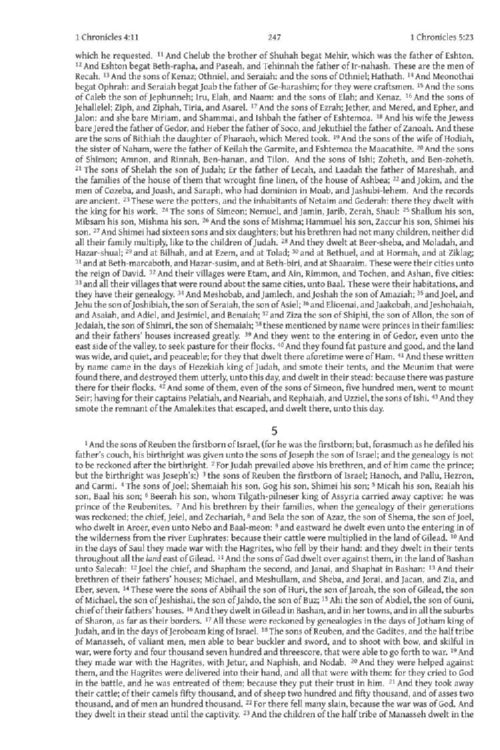 1 Chronicles 4:11 247 1 Chronicles 5:23
which he requested. 11 And Chelub the brother of Shuhah begat Mehir, which was the father of Eshton.
12 And Eshton begat Beth-rapha, and Paseah, and Tehinnah the father of Ir-nahash. These are the men of
Recah. 13 And the sons of Kenaz; Othniel, and Seraiah: and the sons of Othniel; Hathath. 14 And Meonothai
begat Ophrah: and Seraiah begat Joab the father of Ge-harashim; for they were craftsmen. 15 And the sons
of Caleb the son of Jephunneh; Iru, Elah, and Naam: and the sons of Elah; and Kenaz. 16 And the sons of
Jehallelel; Ziph, and Ziphah, Tiria, and Asarel. 17 And the sons of Ezrah; Jether, and Mered, and Epher, and
Jalon: and she bare Miriam, and Shammai, and Ishbah the father of Eshtemoa. 18 And his wife the Jewess
bare Jered the father of Gedor, and Heber the father of Soco, and Jekuthiel the father of Zanoah. And these
are the sons of Bithiah the daughter of Pharaoh, which Mered took. 19 And the sons of the wife of Hodiah,
the sister of Naham, were the father of Keilah the Garmite, and Eshtemoa the Maacathite. 20 And the sons
of Shimon; Amnon, and Rinnah, Ben-hanan, and Tilon. And the sons of Ishi; Zoheth, and Ben-zoheth.
21 The sons of Shelah the son of Judah; Er the father of Lecah, and Laadah the father of Mareshah, and
the families of the house of them that wrought fine linen, of the house of Ashbea; 22 and Jokim, and the
men of Cozeba, and Joash, and Saraph, who had dominion in Moab, and Jashubi-lehem. And the records
are ancient. 23 These were the potters, and the inhabitants of Netaim and Gederah: there they dwelt with
the king for his work. 24 The sons of Simeon; Nemuel, and Jamin, Jarib, Zerah, Shaul: 25 Shallum his son,
Mibsam his son, Mishma his son. 26 And the sons of Mishma; Hammuel his son, Zaccur his son, Shimei his
son. 27 And Shimei had sixteen sons and six daughters; but his brethren had not many children, neither did
all their family multiply, like to the children of Judah. 28 And they dwelt at Beer-sheba, and Moladah, and
Hazar-shual; 29 and at Bilhah, and at Ezem, and at Tolad; 30 and at Bethuel, and at Hormah, and at Ziklag;
31 and at Beth-marcaboth, and Hazar-susim, and at Beth-biri, and at Shaaraim. These were their cities unto
the reign of David. 32 And their villages were Etam, and Ain, Rimmon, and Tochen, and Ashan, five cities:
33 and all their villages that were round about the same cities, unto Baal. These were their habitations, and
they have their genealogy. 34 And Meshobab, and Jamlech, and Joshah the son of Amaziah; 35 and Joel, and
Jehu the son of Joshibiah, the son of Seraiah, the son of Asiel; 36 and Elioenai, and Jaakobah, and Jeshohaiah,
and Asaiah, and Adiel, and Jesimiel, and Benaiah; 37 and Ziza the son of Shiphi, the son of Allon, the son of
Jedaiah, the son of Shimri, the son of Shemaiah; 38 these mentioned by name were princes in their families:
and their fathers' houses increased greatly. 39 And they went to the entering in of Gedor, even unto the
east side of the valley, to seek pasture for their flocks. 40 And they found fat pasture and good, and the land
was wide, and quiet, and peaceable; for they that dwelt there aforetime were of Ham. 41 And these written
by name came in the days of Hezekiah king of Judah, and smote their tents, and the Meunim that were
found there, and destroyed them utterly, unto this day, and dwelt in their stead: because there was pasture
there for their flocks. 42 And some of them, even of the sons of Simeon, five hundred men, went to mount
Seir; having for their captains Pelatiah, and Neariah, and Rephaiah, and Uzziel, the sons of Ishi. 43 And they
smote the remnant of the Amalekites that escaped, and dwelt there, unto this day.
5
1 And the sons of Reuben the firstborn of Israel, (for he was the firstborn; but, forasmuch as he defiled his
father's couch, his birthright was given unto the sons of Joseph the son of Israel; and the genealogy is not
to be reckoned after the birthright. 2 For Judah prevailed above his brethren, and of him came the prince;
but the birthright was Joseph's:) 3 the sons of Reuben the firstborn of Israel; Hanoch, and Pallu, Hezron,
and Carmi. 4 The sons of Joel; Shemaiah his son, Gog his son, Shimei his son; 5 Micah his son, Reaiah his
son, Baal his son; 6 Beerah his son, whom Tilgath-pilneser king of Assyria carried away captive: he was
prince of the Reubenites. 7 And his brethren by their families, when the genealogy of their generations
was reckoned; the chief, Jeiel, and Zechariah, 8 and Bela the son of Azaz, the son of Shema, the son of Joel,
who dwelt in Aroer, even unto Nebo and Baal-meon: 9 and eastward he dwelt even unto the entering in of
the wilderness from the river Euphrates: because their cattle were multiplied in the land of Gilead. 10 And
in the days of Saul they made war with the Hagrites, who fell by their hand: and they dwelt in their tents
throughout all the land east of Gilead. 11 And the sons of Gad dwelt over against them, in the land of Bashan
unto Salecah: 12 Joel the chief, and Shapham the second, and Janai, and Shaphat in Bashan: 13 And their
brethren of their fathers' houses; Michael, and Meshullam, and Sheba, and Jorai, and Jacan, and Zia, and
Eber, seven. 14 These were the sons of Abihail the son of Huri, the son of Jaroah, the son of Gilead, the son
of Michael, the son of Jeshishai, the son of Jahdo, the son of Buz; 15 Ahi the son of Abdiel, the son of Guni,
chief of their fathers' houses. 16 And they dwelt in Gilead in Bashan, and in her towns, and in all the suburbs
of Sharon, as far as their borders. 17 All these were reckoned by genealogies in the days of Jotham king of
Judah, and in the days of Jeroboam king of Israel. 18 The sons of Reuben, and the Gadites, and the half tribe
of Manasseh, of valiant men, men able to bear buckler and sword, and to shoot with bow, and skilful in
war, were forty and four thousand seven hundred and threescore, that were able to go forth to war. 19 And
they made war with the Hagrites, with Jetur, and Naphish, and Nodab. 20 And they were helped against
them, and the Hagrites were delivered into their hand, and all that were with them: for they cried to God
in the battle, and he was entreated of them; because they put their trust in him. 21 And they took away
their cattle; of their camels fifty thousand, and of sheep two hundred and fifty thousand, and of asses two
thousand, and of men an hundred thousand. 22 For there fell many slain, because the war was of God. And
they dwelt in their stead until the captivity. 23 And the children of the half tribe of Manasseh dwelt in the